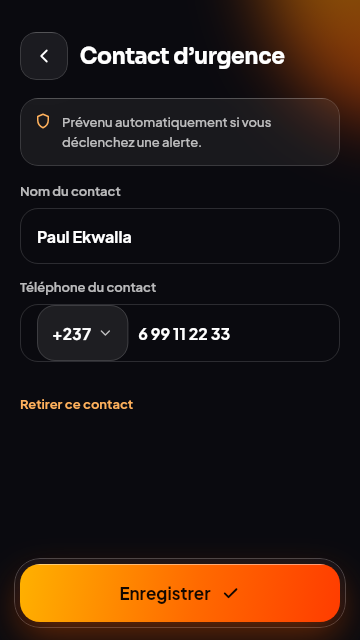 Contact d’urgence
Prévenu automatiquement si vous
déclenchez une alerte.
Nom du contact
Paul Ekwalla
Téléphone du contact
+237 6 99 11 22 33
Retirer ce contact
Enregistrer